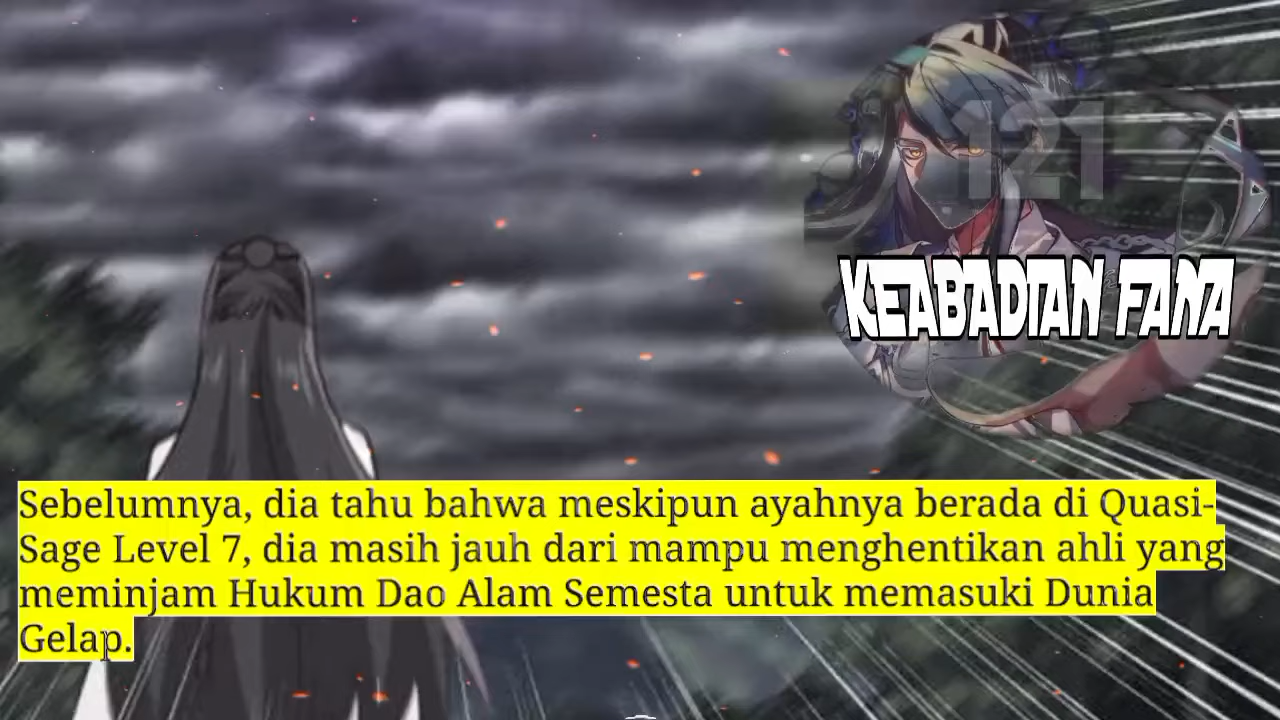 121
KEABADIAN FANA
Sebelumnya, dia tahu bahwa meskipun ayahnya berada di Quasi-
Sage Level 7, dia masih jauh dari mampu menghentikan ahli yang
meminjam Hukum Dao Alam Semesta untuk memasuki Dunia
Gelap.